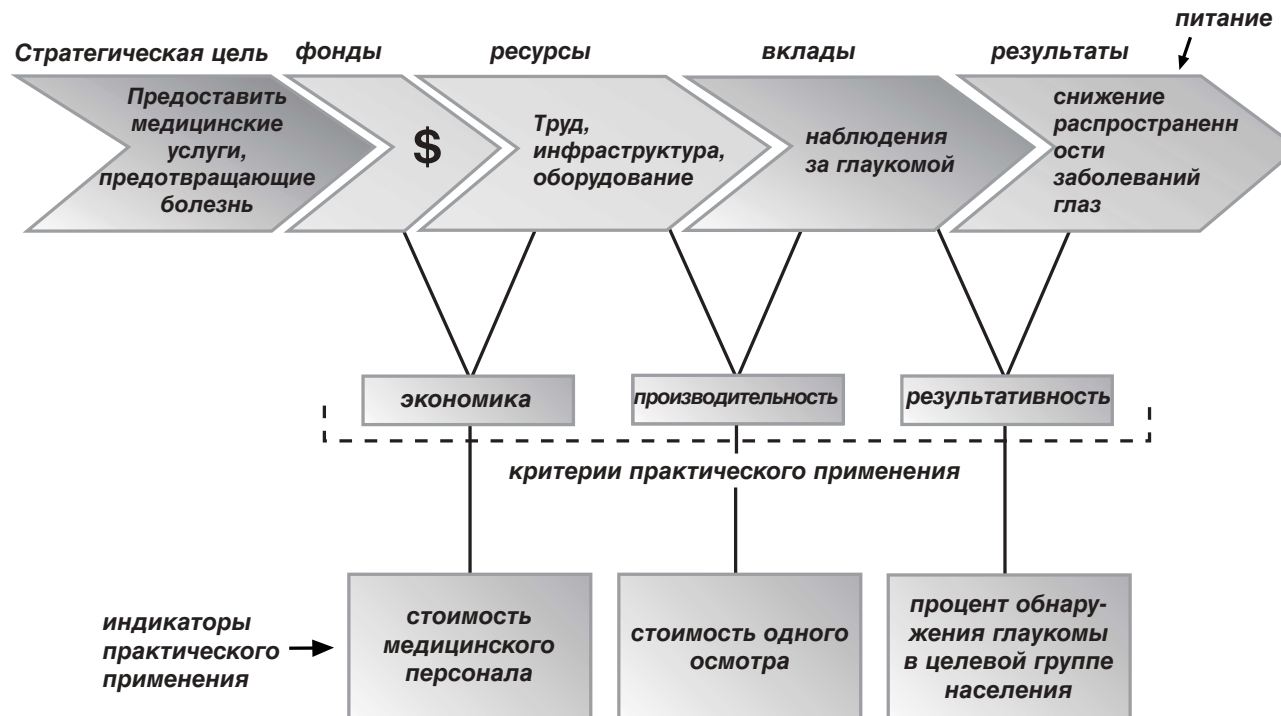 питание
Стратегическая цель
фонды
ресурсы
вклады
результаты
Предоставить
медицинские
услуги,
предотвращающие
болезнь
$
Труд,
инфраструктура,
оборудование
наблюдения
за глаукомой
снижение
распространенн
ости
заболеваний
глаз
экономика
производительность
результативность
критерии практического применения
индикаторы
практического
применения
стоимость
медицинского
персонала
стоимость одного
осмотра
процент обнару-
жения глаукомы
в целевой группе
населения